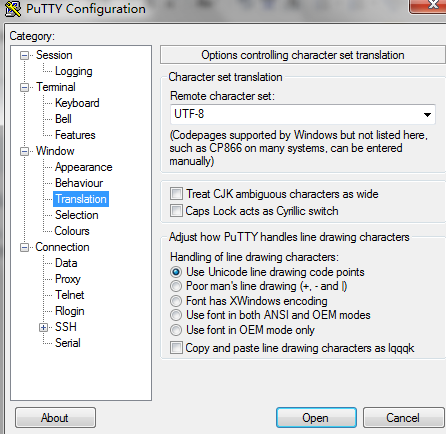 PuTTY Configuration
Category:
Session
Logging
Terminal
Keyboard
Bell
Features
Window
Appearance
Behaviour
Translation
Selection
Colours
Connection
Data
Proxy
Telnet
Rlogin
SSH
Serial
Options controlling character set translation
Character set translation
Remote character set:
UTF-8
(Codepages supported by Windows but not listed here,
such as CP866 on many systems, can be entered
manually)
Treat CJK ambiguous characters as wide
Caps Lock acts as Cyrillic switch
Adjust how PuTTY handles line drawing characters
Handling of line drawing characters:
Use Unicode line drawing code points
Poor man's line drawing (+, - and |)
Font has XWindows encoding
Use font in both ANSI and OEM modes
Use font in OEM mode only
Copy and paste line drawing characters as lqqqk
About
Open
Cancel